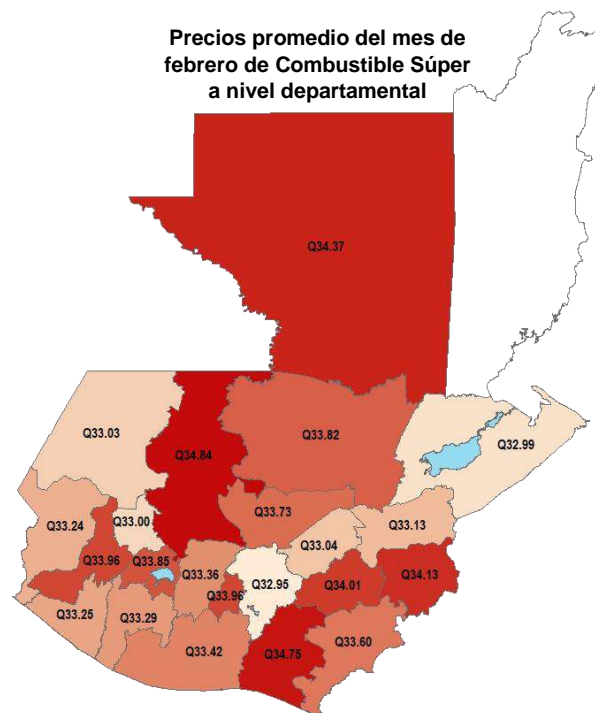 Precios promedio del mes de
febrero de Combustible Súper
a nivel departamental
Q34.37
Q33.03
Q34.84
Q33.82
Q32.99
Q33.24
Q33.00
Q33.73
Q33.13
Q33.04
Q33.96
Q33.85
Q33.36
Q32.95
Q34.01
Q34.13
Q33.96
Q33.25
Q33.29
Q33.42
Q34.75
Q33.60